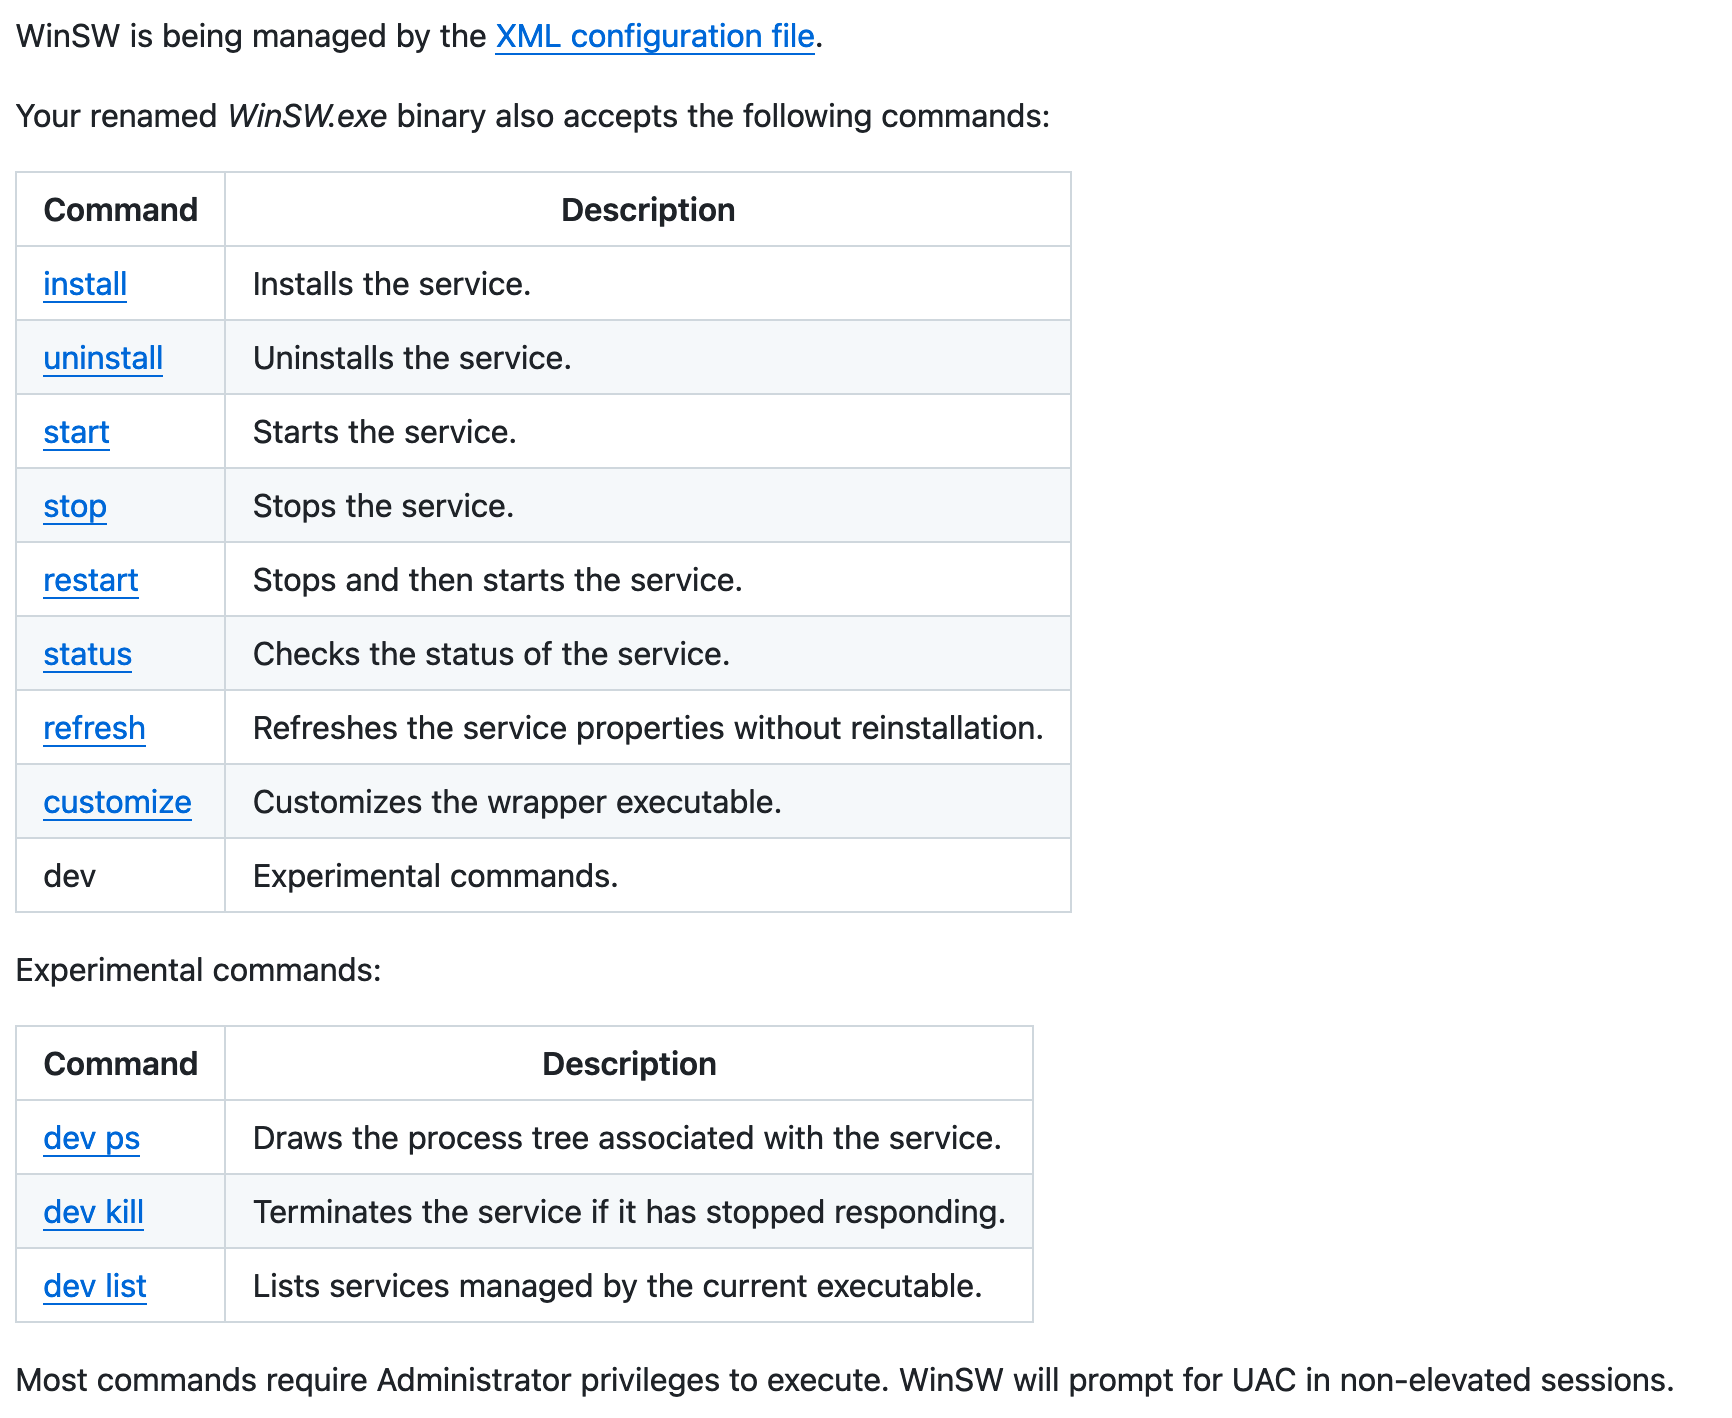 WinSW is being managed by the XML configuration file.
Your renamed WinSW.exe binary also accepts the following commands:
Command Description
install Installs the service.
uninstall Uninstalls the service.
start Starts the service.
stop Stops the service.
restart Stops and then starts the service.
status Checks the status of the service.
refresh Refreshes the service properties without reinstallation.
customize Customizes the wrapper executable.
dev Experimental commands.
Experimental commands:
Command Description
dev ps Draws the process tree associated with the service.
dev kill Terminates the service if it has stopped responding.
dev list Lists services managed by the current executable.
Most commands require Administrator privileges to execute. WinSW will prompt for UAC in non-elevated sessions.